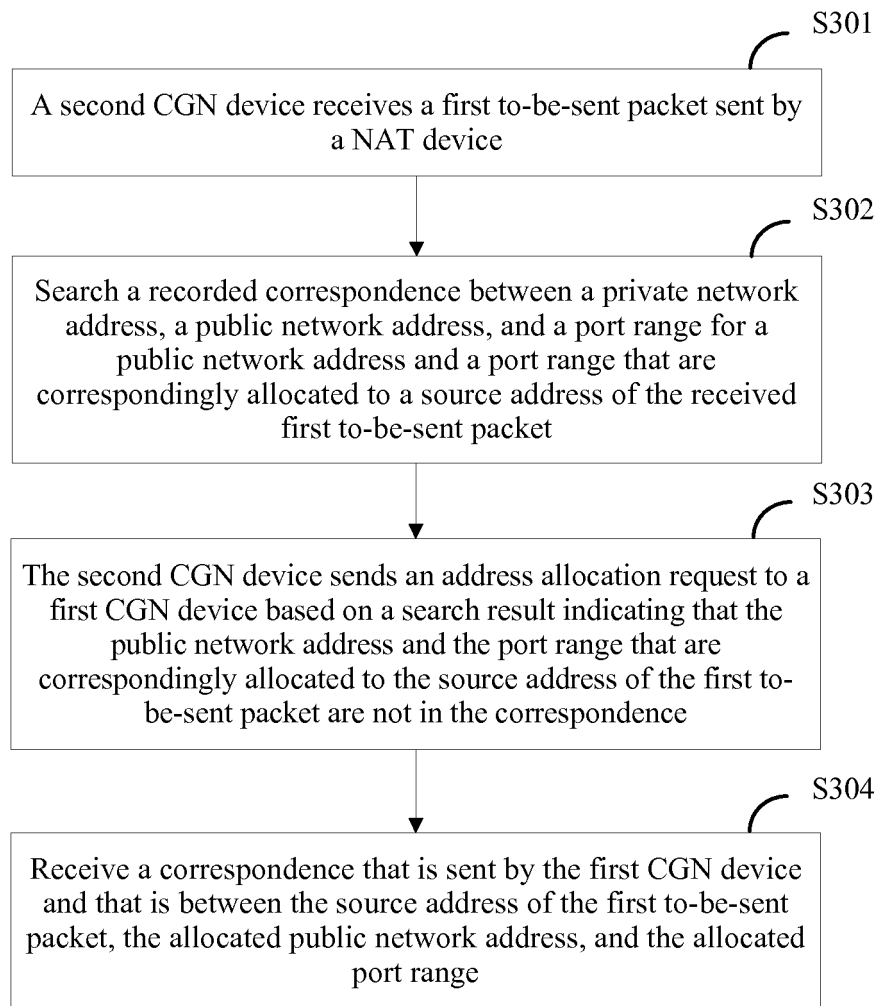 S301
A second CGN device receives a first to-be-sent packet sent by
a NAT device
S302
Search a recorded correspondence between a private network
address, a public network address, and a port range for a
public network address and a port range that are
correspondingly allocated to a source address of the received
first to-be-sent packet
S303
The second CGN device sends an address allocation request to a
first CGN device based on a search result indicating that the
public network address and the port range that are
correspondingly allocated to the source address of the first to-
be-sent packet are not in the correspondence
S304
Receive a correspondence that is sent by the first CGN device
and that is between the source address of the first to-be-sent
packet, the allocated public network address, and the allocated
port range